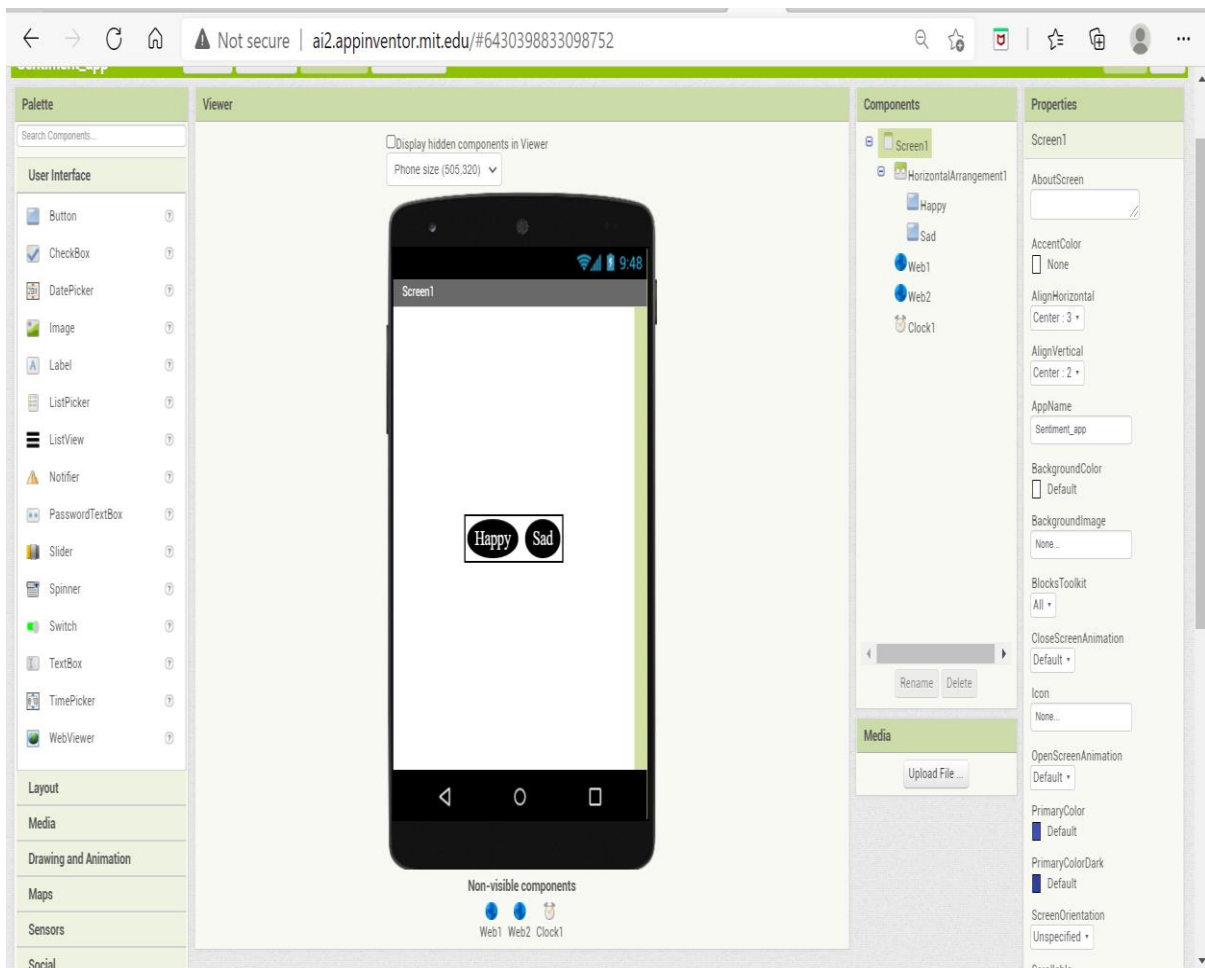 Not secure | ai2.appinventor.mit.edu/#6430398833098752
Sentiment_app
Palette
Search Components...
User Interface
Button
CheckBox
DatePicker
Image
Label
ListPicker
ListView
Notifier
PasswordTextBox
Slider
Spinner
Switch
TextBox
TimePicker
WebViewer
Layout
Media
Drawing and Animation
Maps
Sensors
Social
Viewer
Display hidden components in Viewer
Phone size (505,320)
9:48
Screen1
Happy Sad
Non-visible components
Web1 Web2 Clock1
Components
Screen1
HorizontalArrangement1
Happy
Sad
Web1
Web2
Clock1
Rename Delete
Media
Upload File ...
Properties
Screen1
AboutScreen
AccentColor
None
AlignHorizontal
Center : 3
AlignVertical
Center : 2
AppName
Sentiment_app
BackgroundColor
Default
BackgroundImage
None...
BlocksToolkit
All
CloseScreenAnimation
Default
Icon
None...
OpenScreenAnimation
Default
PrimaryColor
Default
PrimaryColorDark
Default
ScreenOrientation
Unspecified